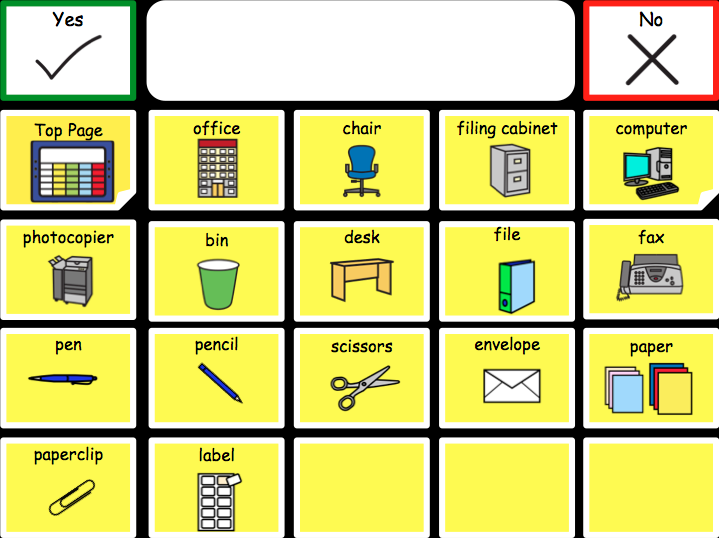 Yes
No
Top Page
office
chair
filing cabinet
computer
photocopier
bin
desk
file
fax
pen
pencil
scissors
envelope
paper
paperclip
label